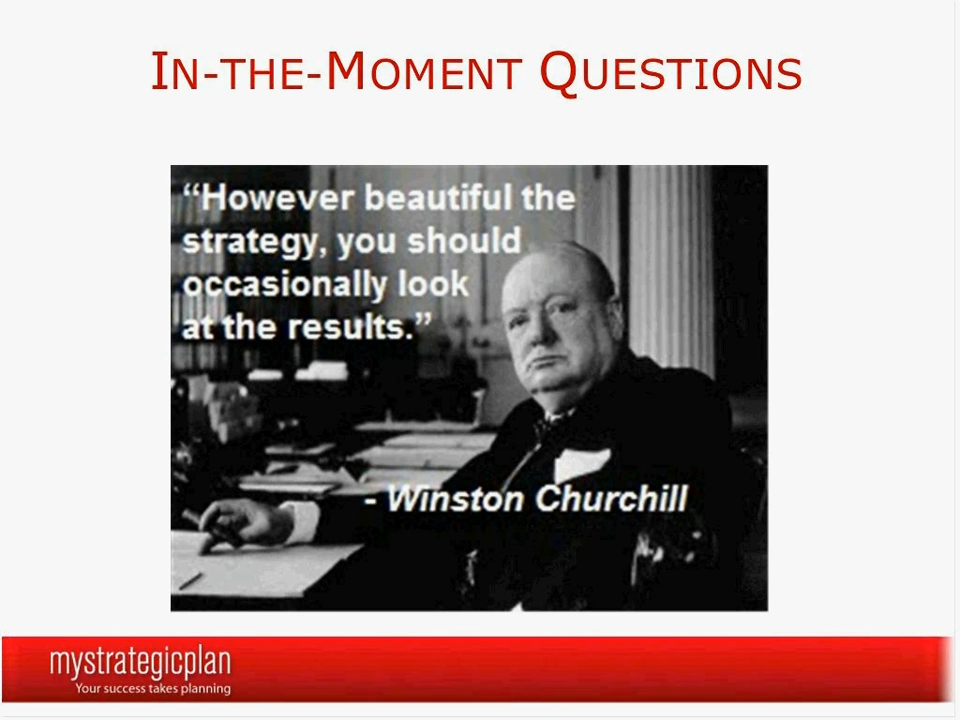 IN-THE-MOMENT QUESTIONS
“However beautiful the
strategy, you should
occasionally look
at the results.”
- Winston Churchill
mystrategicplan
Your success takes planning